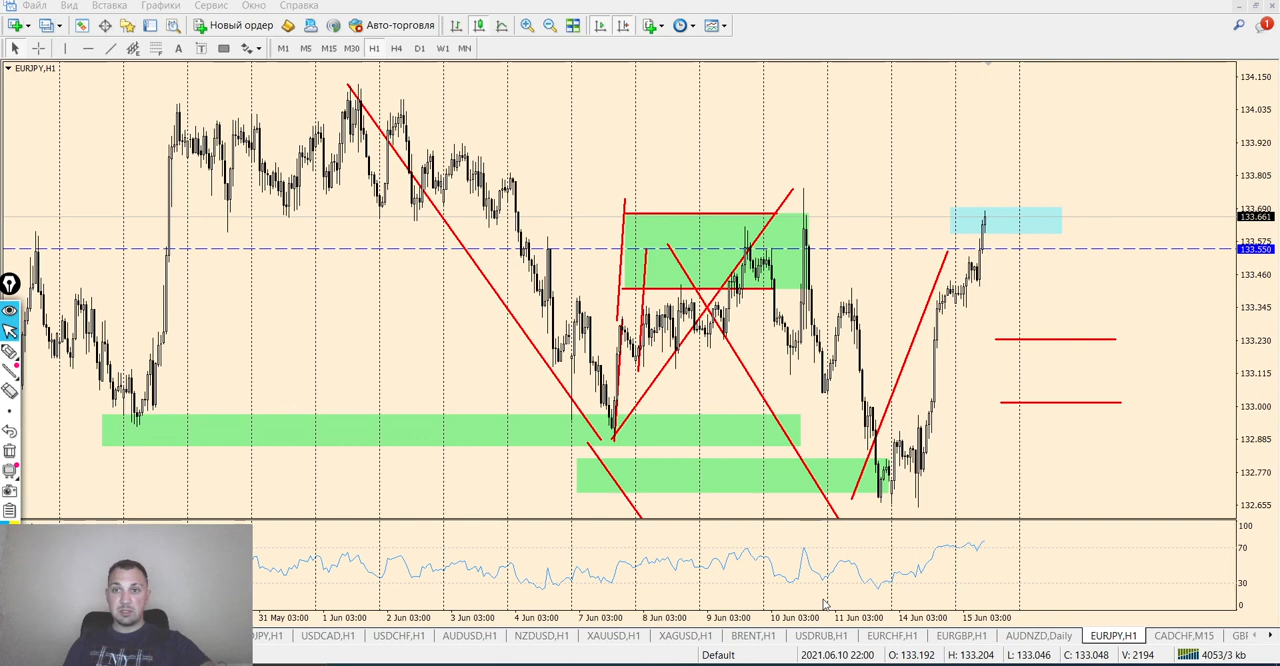 Файл Вид Вставка Графики Сервис Окно Справка
Новый ордер Авто-торговля 1
A T M1 M5 M15 M30 H1 H4 D1 W1 MN
EURJPY,H1
134.150
134.035
133.920
133.805
133.690
133.661
133.575
133.550
133.460
133.345
133.230
133.115
133.000
132.885
132.770
132.655
100
70
30
0
31 May 03:00 1 Jun 03:00 2 Jun 03:00 3 Jun 03:00 4 Jun 03:00 7 Jun 03:00 8 Jun 03:00 9 Jun 03:00 10 Jun 03:00 11 Jun 03:00 14 Jun 03:00 15 Jun 03:00
JPY,H1 USDCAD,H1 USDCHF,H1 AUDUSD,H1 NZDUSD,H1 XAUUSD,H1 XAGUSD,H1 BRENT,H1 USDRUB,H1 EURCHF,H1 EURGBP,H1 AUDNZD,Daily EURJPY,H1 CADCHF,M15 GB
Default 2021.06.10 22:00 O: 133.192 H: 133.204 L: 133.046 C: 133.048 V: 2194 4053/3 kb